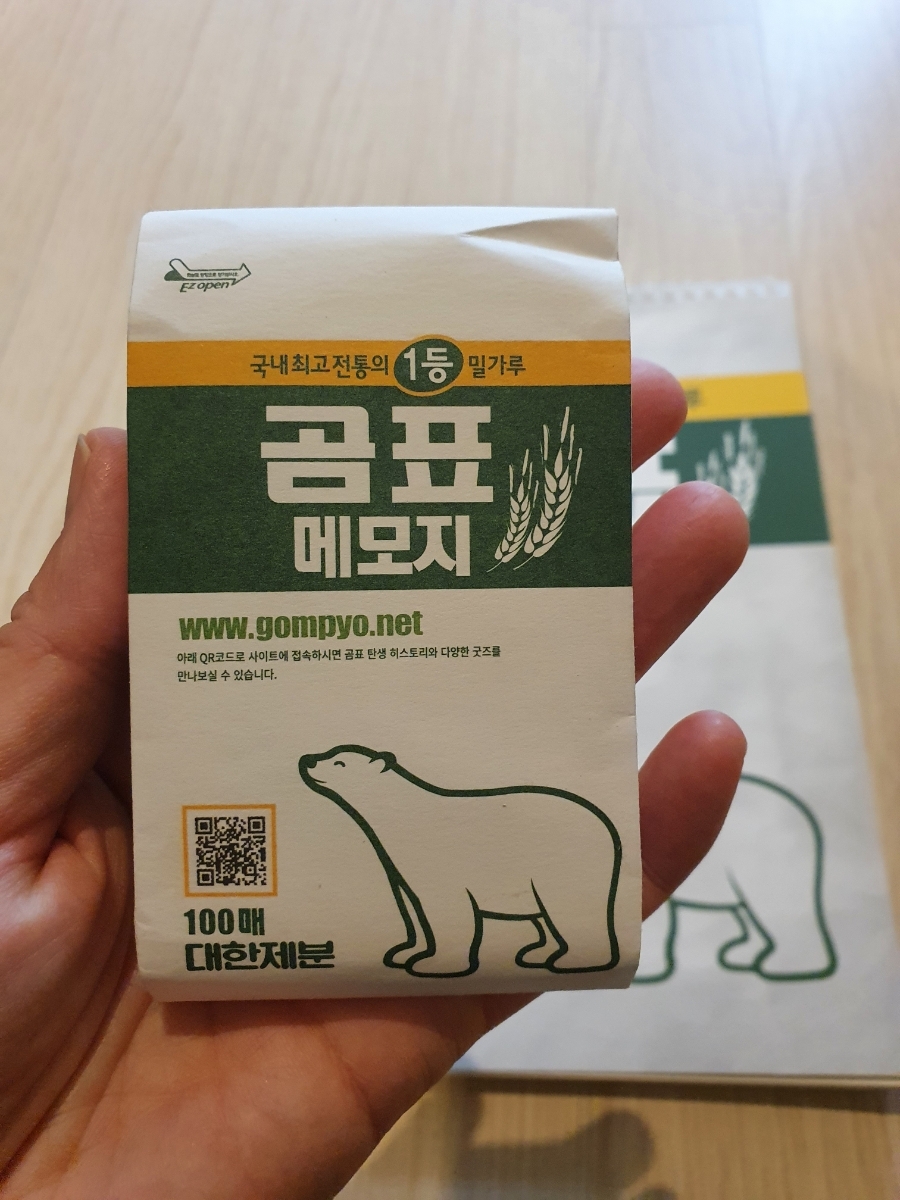 Ez open
국내 최고 전통의 1등 밀가루
곰표
메모지
www.gompyo.net
아래 QR코드로 사이트에 접속하시면 곰표 탄생 히스토리와 다양한 굿즈를
만나보실 수 있습니다.
100매
대한제분